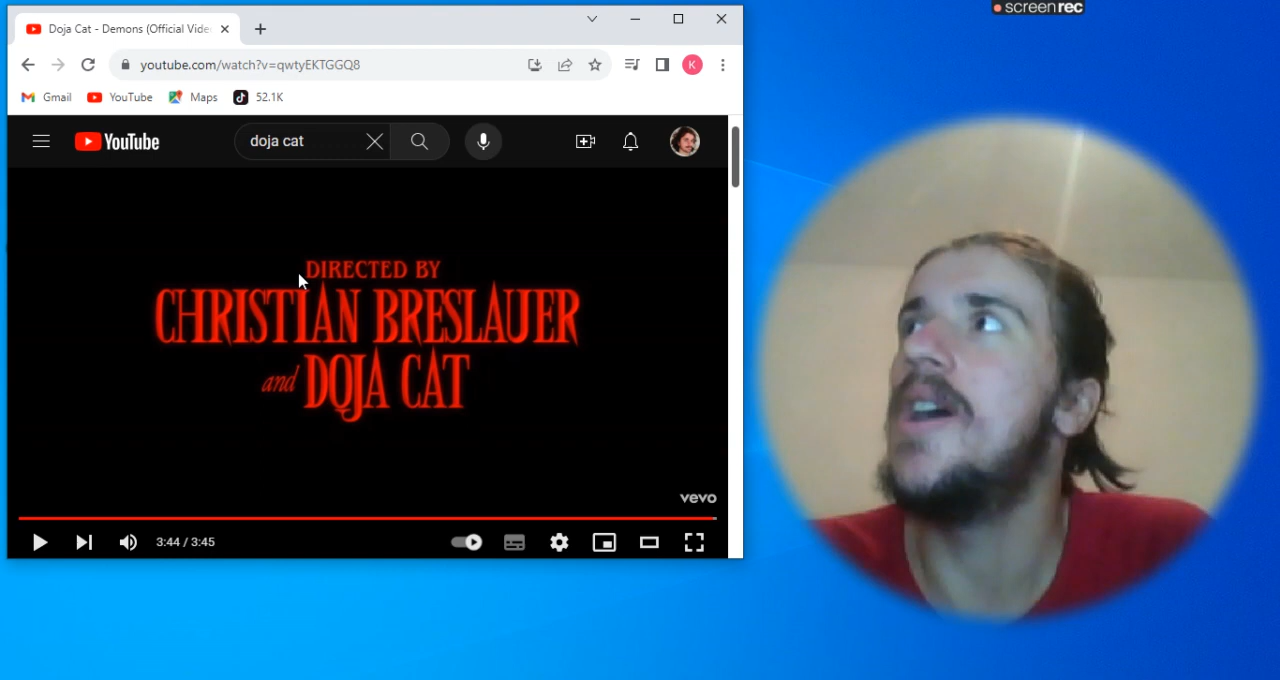 screenrec
Doja Cat - Demons (Official Vide
youtube.com/watch?v=qwtyEKTGGQ8
K
Gmail
YouTube
Maps
52.1K
YouTube
doja cat
DIRECTED BY
CHRISTIAN BRESLAUER
and DOJA CAT
vevo
3:44 / 3:45